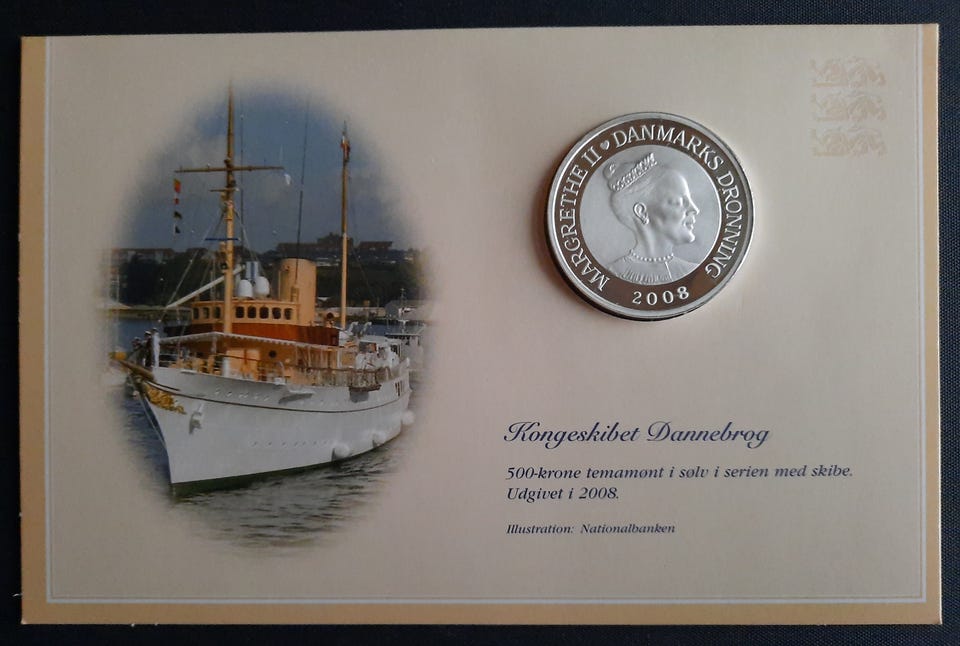 MARGRETHE II ♥ DANMARKS DRONNING
2008
Kongeskibet Dannebrog
500-krone temamønt i sølv i serien med skibe.
Udgivet i 2008.
Illustration: Nationalbanken